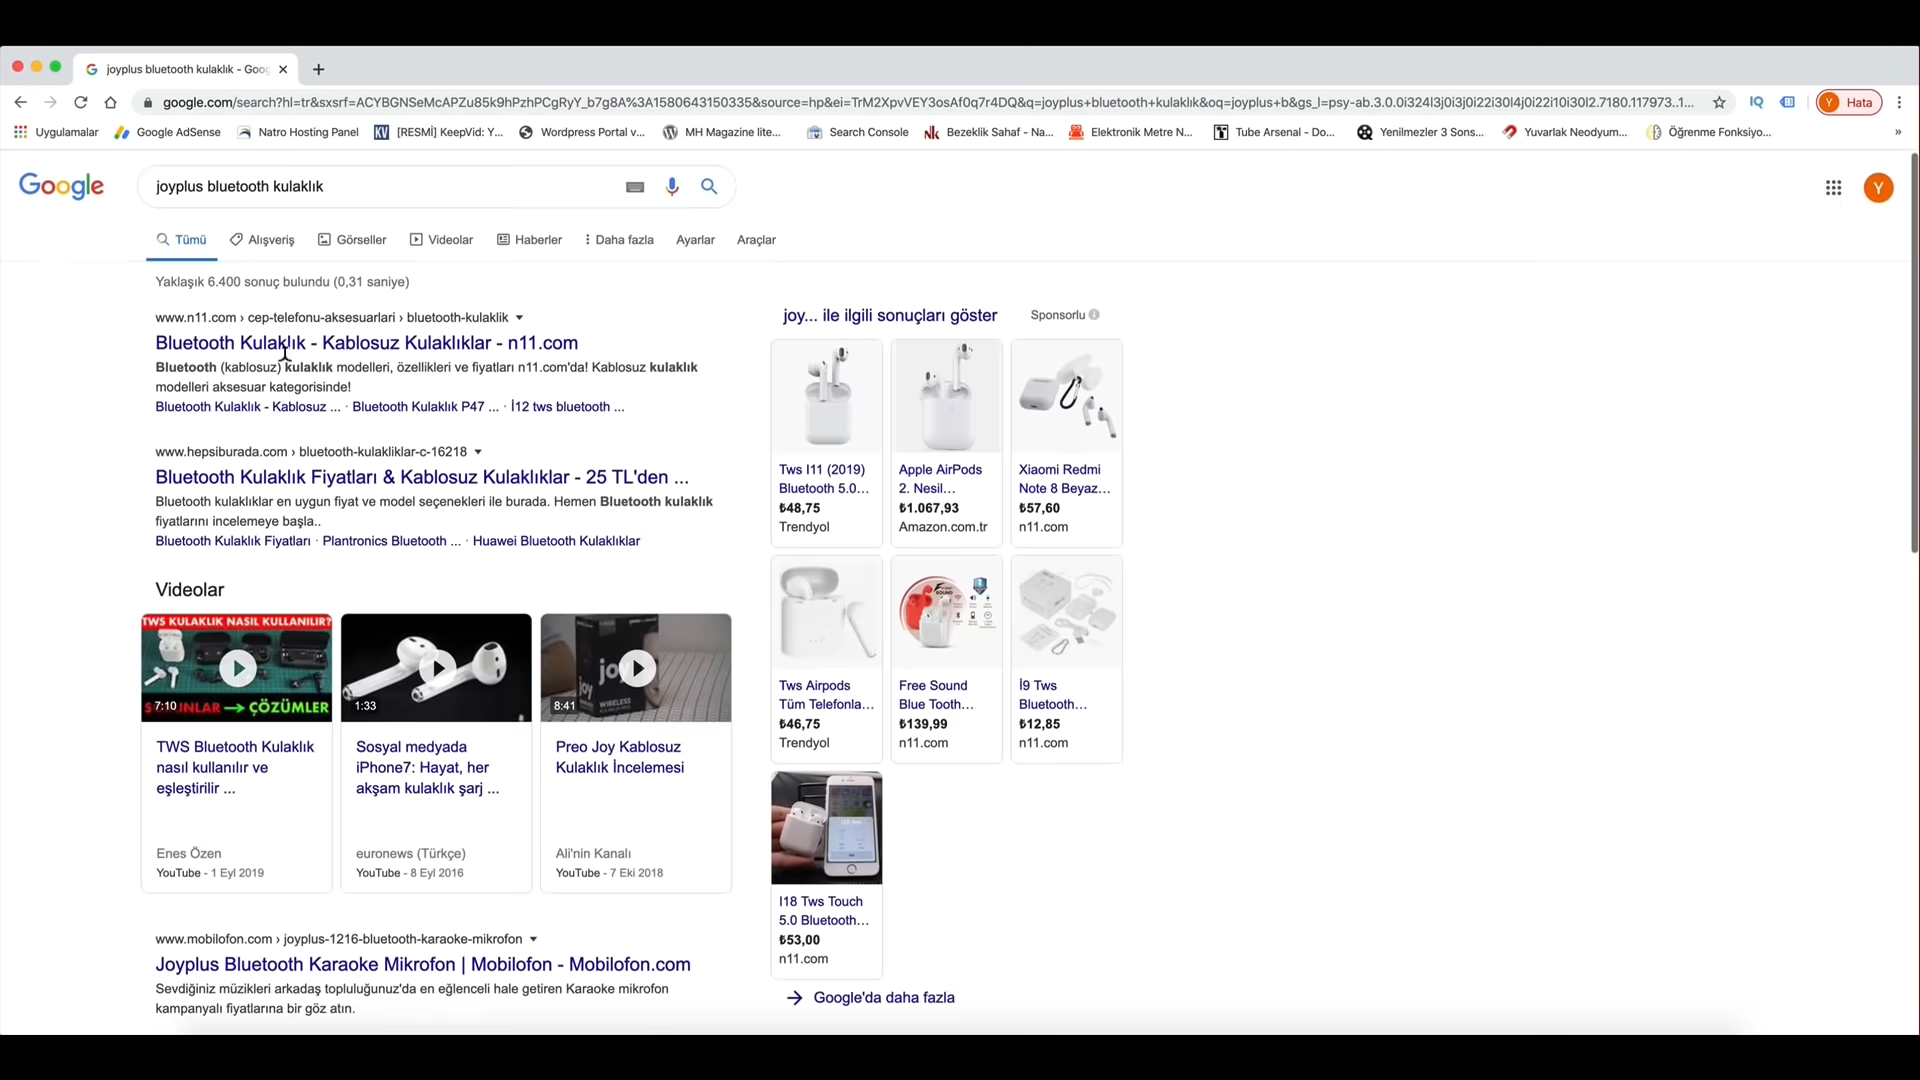 joyplus bluetooth kulaklık - Goog
google.com/search?hl=tr&sxsrf=ACYBGNSeMcAPZu85k9hPzhPCgRyY_b7g8A%3A1580643150335&source=hp&ei=TrM2XpvVEY3osAf0q7r4DQ&q=joyplus+bluetooth+kulaklık&oq=joyplus+b&gs_l=psy-ab.3.0.0i324l3j0i3j0i22i30l4j0i22i10i30l2.7180.117973..1...
IQ
Y Hata
Uygulamalar
Google AdSense
Natro Hosting Panel
KV [RESMİ] KeepVid: Y...
Wordpress Portal v...
MH Magazine lite...
Search Console
Bezeklik Sahaf - Na...
Elektronik Metre N...
Tube Arsenal - Do...
Yenilmezler 3 Sons...
Yuvarlak Neodyum...
Öğrenme Fonksiyo...
Google
joyplus bluetooth kulaklık
Y
Tümü
Alışveriş
Görseller
Videolar
Haberler
Daha fazla
Ayarlar
Araçlar
Yaklaşık 6.400 sonuç bulundu (0,31 saniye)
www.n11.com › cep-telefonu-aksesuarlari › bluetooth-kulaklik
Bluetooth Kulaklık - Kablosuz Kulaklıklar - n11.com
Bluetooth (kablosuz) kulaklık modelleri, özellikleri ve fiyatları n11.com'da! Kablosuz kulaklık
modelleri aksesuar kategorisinde!
Bluetooth Kulaklık - Kablosuz ... · Bluetooth Kulaklık P47 ... · İ12 tws bluetooth ...
www.hepsiburada.com › bluetooth-kulakliklar-c-16218
Bluetooth Kulaklık Fiyatları & Kablosuz Kulaklıklar - 25 TL'den ...
Bluetooth kulaklıklar en uygun fiyat ve model seçenekleri ile burada. Hemen Bluetooth kulaklık
fiyatlarını incelemeye başla..
Bluetooth Kulaklık Fiyatları · Plantronics Bluetooth ... · Huawei Bluetooth Kulaklıklar
Videolar
TWS KULAKLIK NASIL KULLANILIR?
7:10
→ ÇÖZÜMLER
TWS Bluetooth Kulaklık
nasıl kullanılır ve
eşleştirilir ...
Enes Özen
YouTube - 1 Eyl 2019
1:33
Sosyal medyada
iPhone7: Hayat, her
akşam kulaklık şarj ...
euronews (Türkçe)
YouTube - 8 Eyl 2016
joy
joy
WIRELESS
8:41
Preo Joy Kablosuz
Kulaklık İncelemesi
Ali'nin Kanalı
YouTube - 7 Eki 2018
www.mobilofon.com › joyplus-1216-bluetooth-karaoke-mikrofon
Joyplus Bluetooth Karaoke Mikrofon | Mobilofon - Mobilofon.com
Sevdiğiniz müzikleri arkadaş topluluğunuz'da en eğlenceli hale getiren Karaoke mikrofon
kampanyalı fiyatlarına bir göz atın.
joy... ile ilgili sonuçları göster
Sponsorlu
Tws I11 (2019)
Bluetooth 5.0...
₺48,75
Trendyol
Apple AirPods
2. Nesil...
₺1.067,93
Amazon.com.tr
Xiaomi Redmi
Note 8 Beyaz...
₺57,60
n11.com
Tws Airpods
Tüm Telefonla...
₺46,75
Trendyol
Free
SOUND
Free Sound
Blue Tooth...
₺139,99
n11.com
İ9 Tws
Bluetooth...
₺12,85
n11.com
I18 Tws Touch
5.0 Bluetooth...
₺53,00
n11.com
Google'da daha fazla